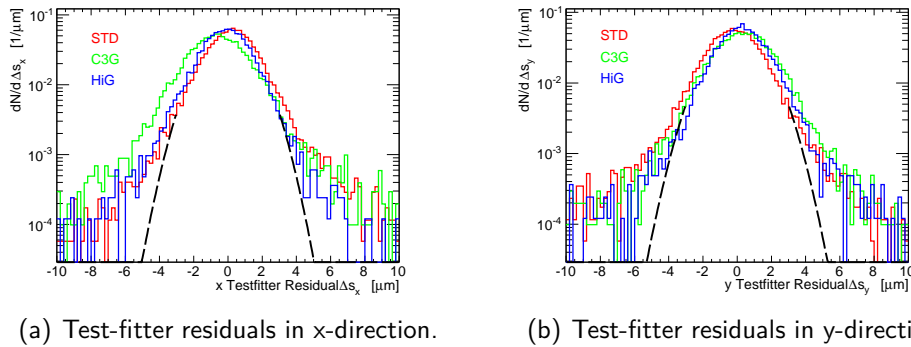 dN/d Δs_x [1/μm]
10^-1
10^-2
10^-3
10^-4
STD
C3G
HiG
-10 -8 -6 -4 -2 0 2 4 6 8 10
x Testfitter ResidualΔs_x [μm]
(a) Test-fitter residuals in x-direction.
dN/d Δs_y [1/μm]
10^-1
10^-2
10^-3
10^-4
STD
C3G
HiG
-10 -8 -6 -4 -2 0 2 4 6 8 10
y Testfitter ResidualΔs_y [μm]
(b) Test-fitter residuals in y-directi